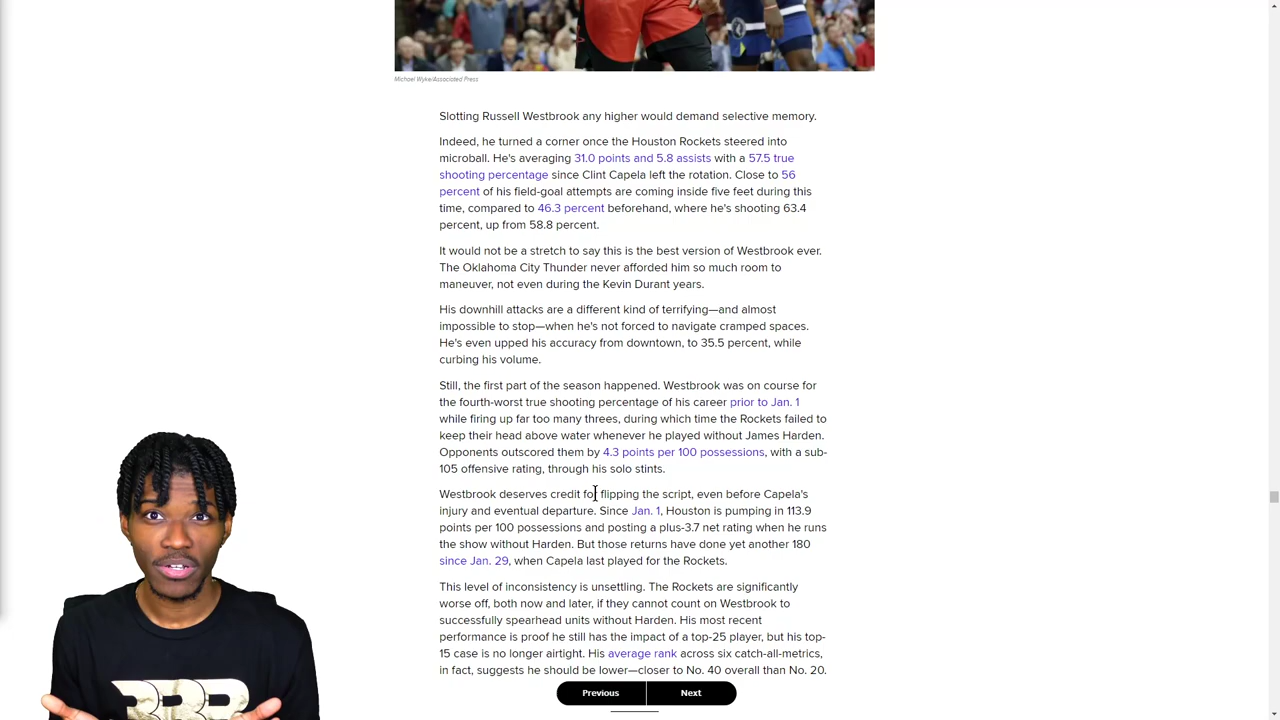 Michael Wyke/Associated Press
Slotting Russell Westbrook any higher would demand selective memory.
Indeed, he turned a corner once the Houston Rockets steered into
microball. He's averaging 31.0 points and 5.8 assists with a 57.5 true
shooting percentage since Clint Capela left the rotation. Close to 56
percent of his field-goal attempts are coming inside five feet during this
time, compared to 46.3 percent beforehand, where he's shooting 63.4
percent, up from 58.8 percent.
It would not be a stretch to say this is the best version of Westbrook ever.
The Oklahoma City Thunder never afforded him so much room to
maneuver, not even during the Kevin Durant years.
His downhill attacks are a different kind of terrifying—and almost
impossible to stop—when he's not forced to navigate cramped spaces.
He's even upped his accuracy from downtown, to 35.5 percent, while
curbing his volume.
Still, the first part of the season happened. Westbrook was on course for
the fourth-worst true shooting percentage of his career prior to Jan. 1
while firing up far too many threes, during which time the Rockets failed to
keep their head above water whenever he played without James Harden.
Opponents outscored them by 4.3 points per 100 possessions, with a sub-
105 offensive rating, through his solo stints.
Westbrook deserves credit for flipping the script, even before Capela's
injury and eventual departure. Since Jan. 1, Houston is pumping in 113.9
points per 100 possessions and posting a plus-3.7 net rating when he runs
the show without Harden. But those returns have done yet another 180
since Jan. 29, when Capela last played for the Rockets.
This level of inconsistency is unsettling. The Rockets are significantly
worse off, both now and later, if they cannot count on Westbrook to
successfully spearhead units without Harden. His most recent
performance is proof he still has the impact of a top-25 player, but his top-
15 case is no longer airtight. His average rank across six catch-all-metrics,
in fact, suggests he should be lower—closer to No. 40 overall than No. 20.
Previous
Next